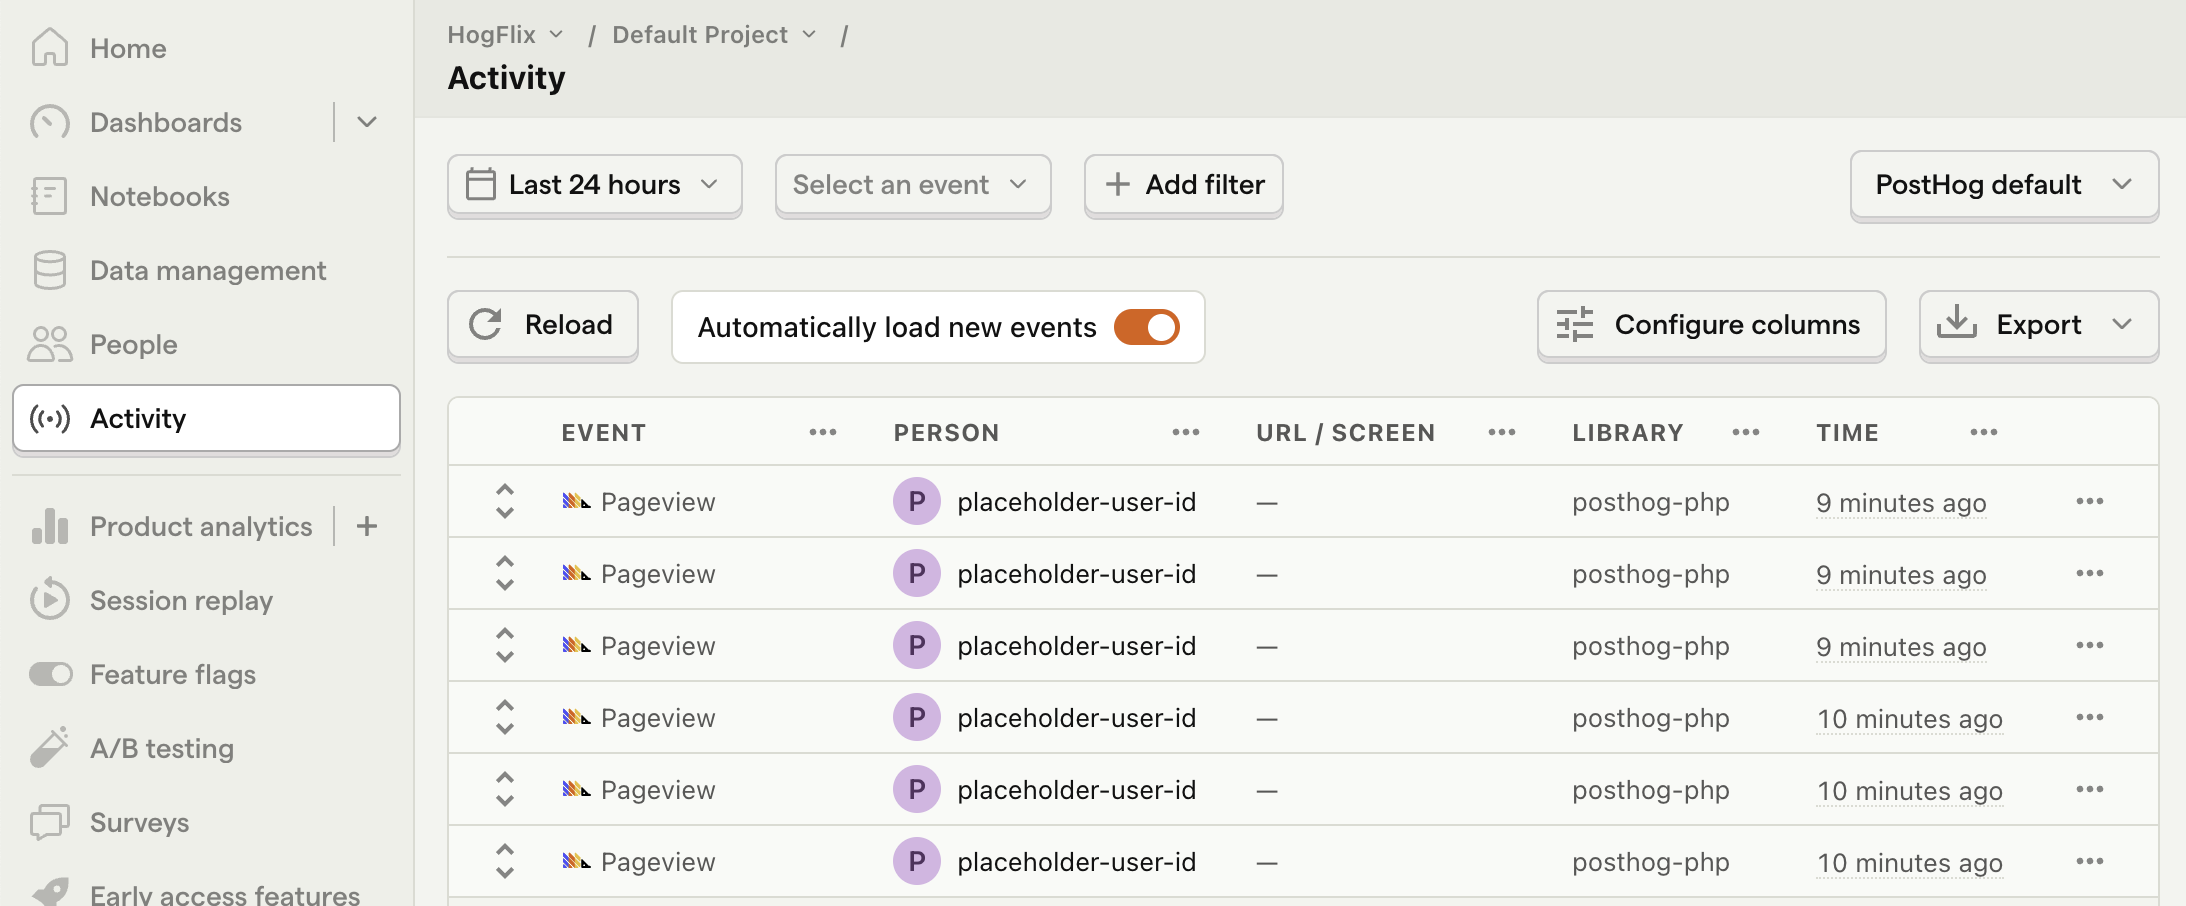 Home
Dashboards
Notebooks
Data management
People
Activity
Product analytics
Session replay
Feature flags
A/B testing
Surveys
Early access features
HogFlix / Default Project /
Activity
Last 24 hours Select an event + Add filter PostHog default
Reload Automatically load new events Configure columns Export
EVENT ••• PERSON ••• URL / SCREEN ••• LIBRARY ••• TIME •••
Pageview P placeholder-user-id — posthog-php 9 minutes ago •••
Pageview P placeholder-user-id — posthog-php 9 minutes ago •••
Pageview P placeholder-user-id — posthog-php 9 minutes ago •••
Pageview P placeholder-user-id — posthog-php 10 minutes ago •••
Pageview P placeholder-user-id — posthog-php 10 minutes ago •••
Pageview P placeholder-user-id — posthog-php 10 minutes ago •••